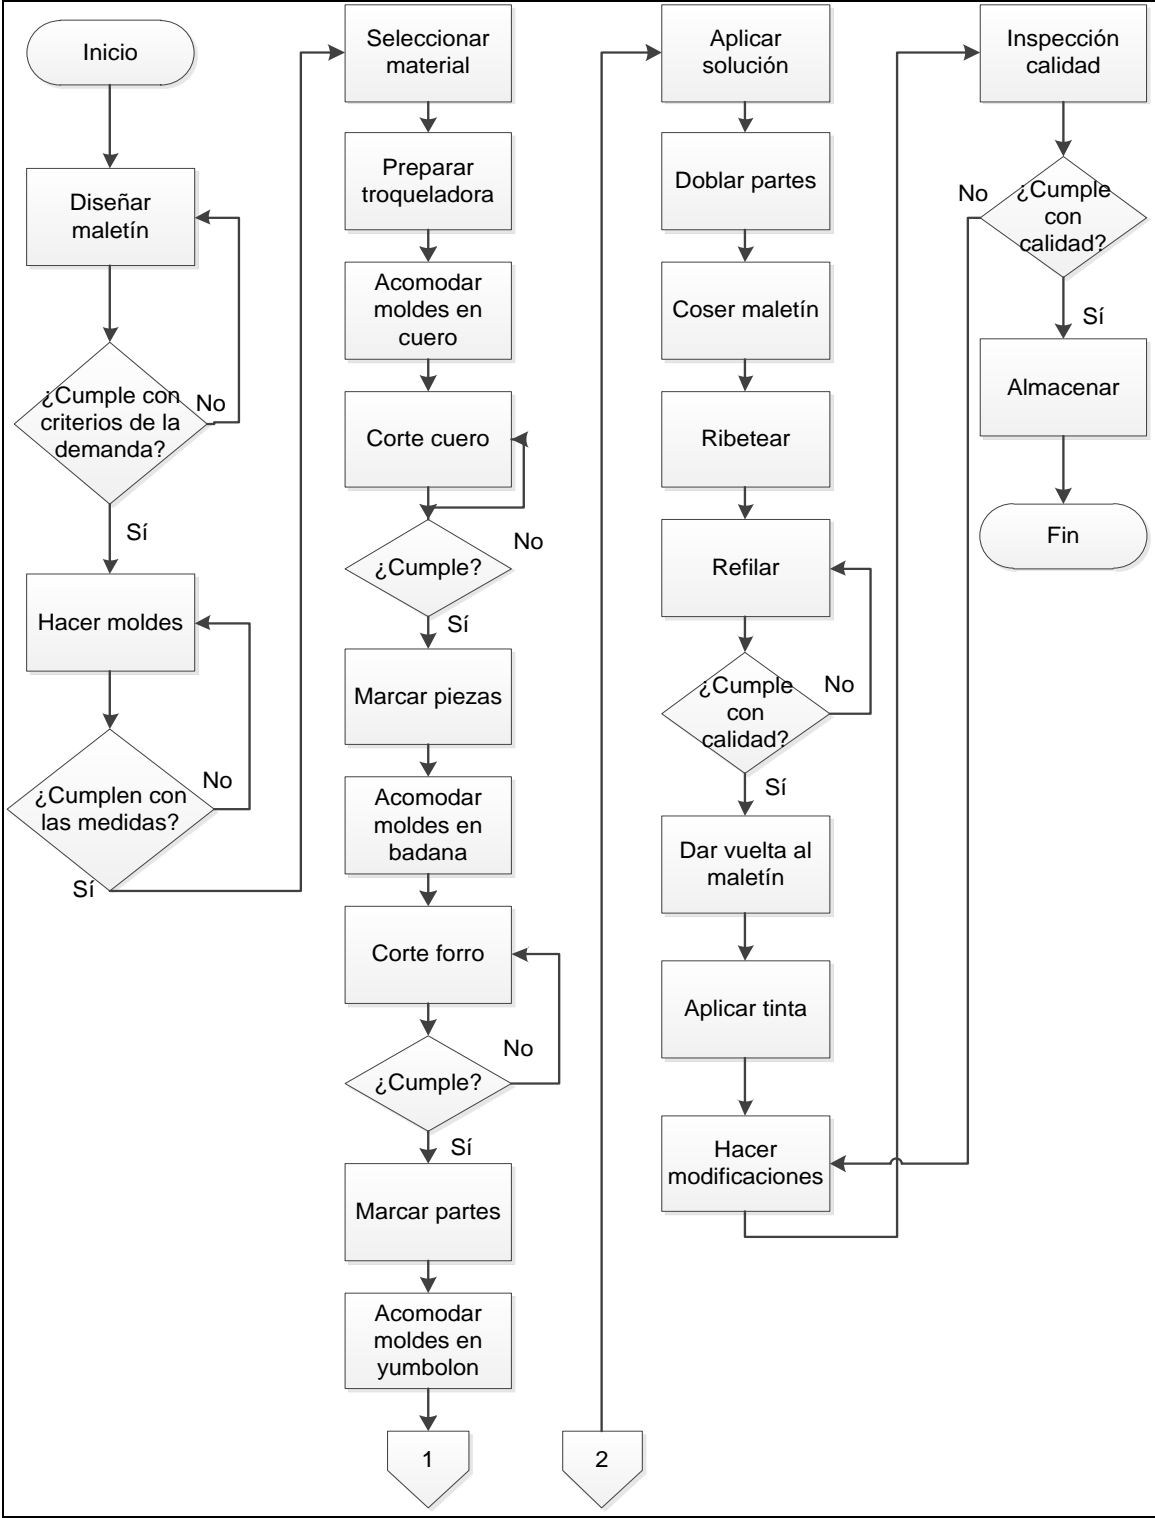 Inicio
Diseñar
maletín
¿Cumple con
criterios de la
demanda?
No
Sí
Hacer moldes
¿Cumplen con
las medidas?
No
Sí
Seleccionar
material
Preparar
troqueladora
Acomodar
moldes en
cuero
Corte cuero
¿Cumple?
No
Sí
Marcar piezas
Acomodar
moldes en
badana
Corte forro
¿Cumple?
No
Sí
Marcar partes
Acomodar
moldes en
yumbolon
1
2
Aplicar
solución
Doblar partes
Coser maletín
Ribetear
Refilar
¿Cumple
con
calidad?
No
Sí
Dar vuelta al
maletín
Aplicar tinta
Hacer
modificaciones
Inspección
calidad
¿Cumple
con
calidad?
No
Sí
Almacenar
Fin